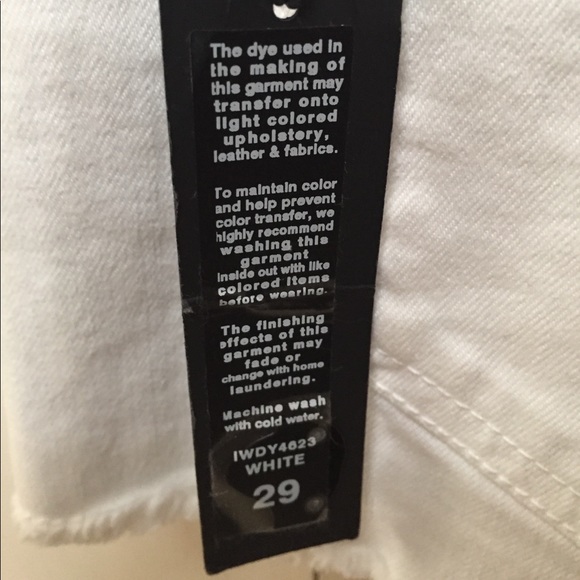 The dye used in
the making of
this garment may
transfer onto
light colored
upholstery,
leather & fabrics.
To maintain color
and help prevent
color transfer, we
highly recommend
washing this
garment
inside out with like
colored items
before wearing.
The finishing
effects of this
garment may
fade or
change with home
laundering.
Machine wash
with cold water.
IWDY4623
WHITE
29